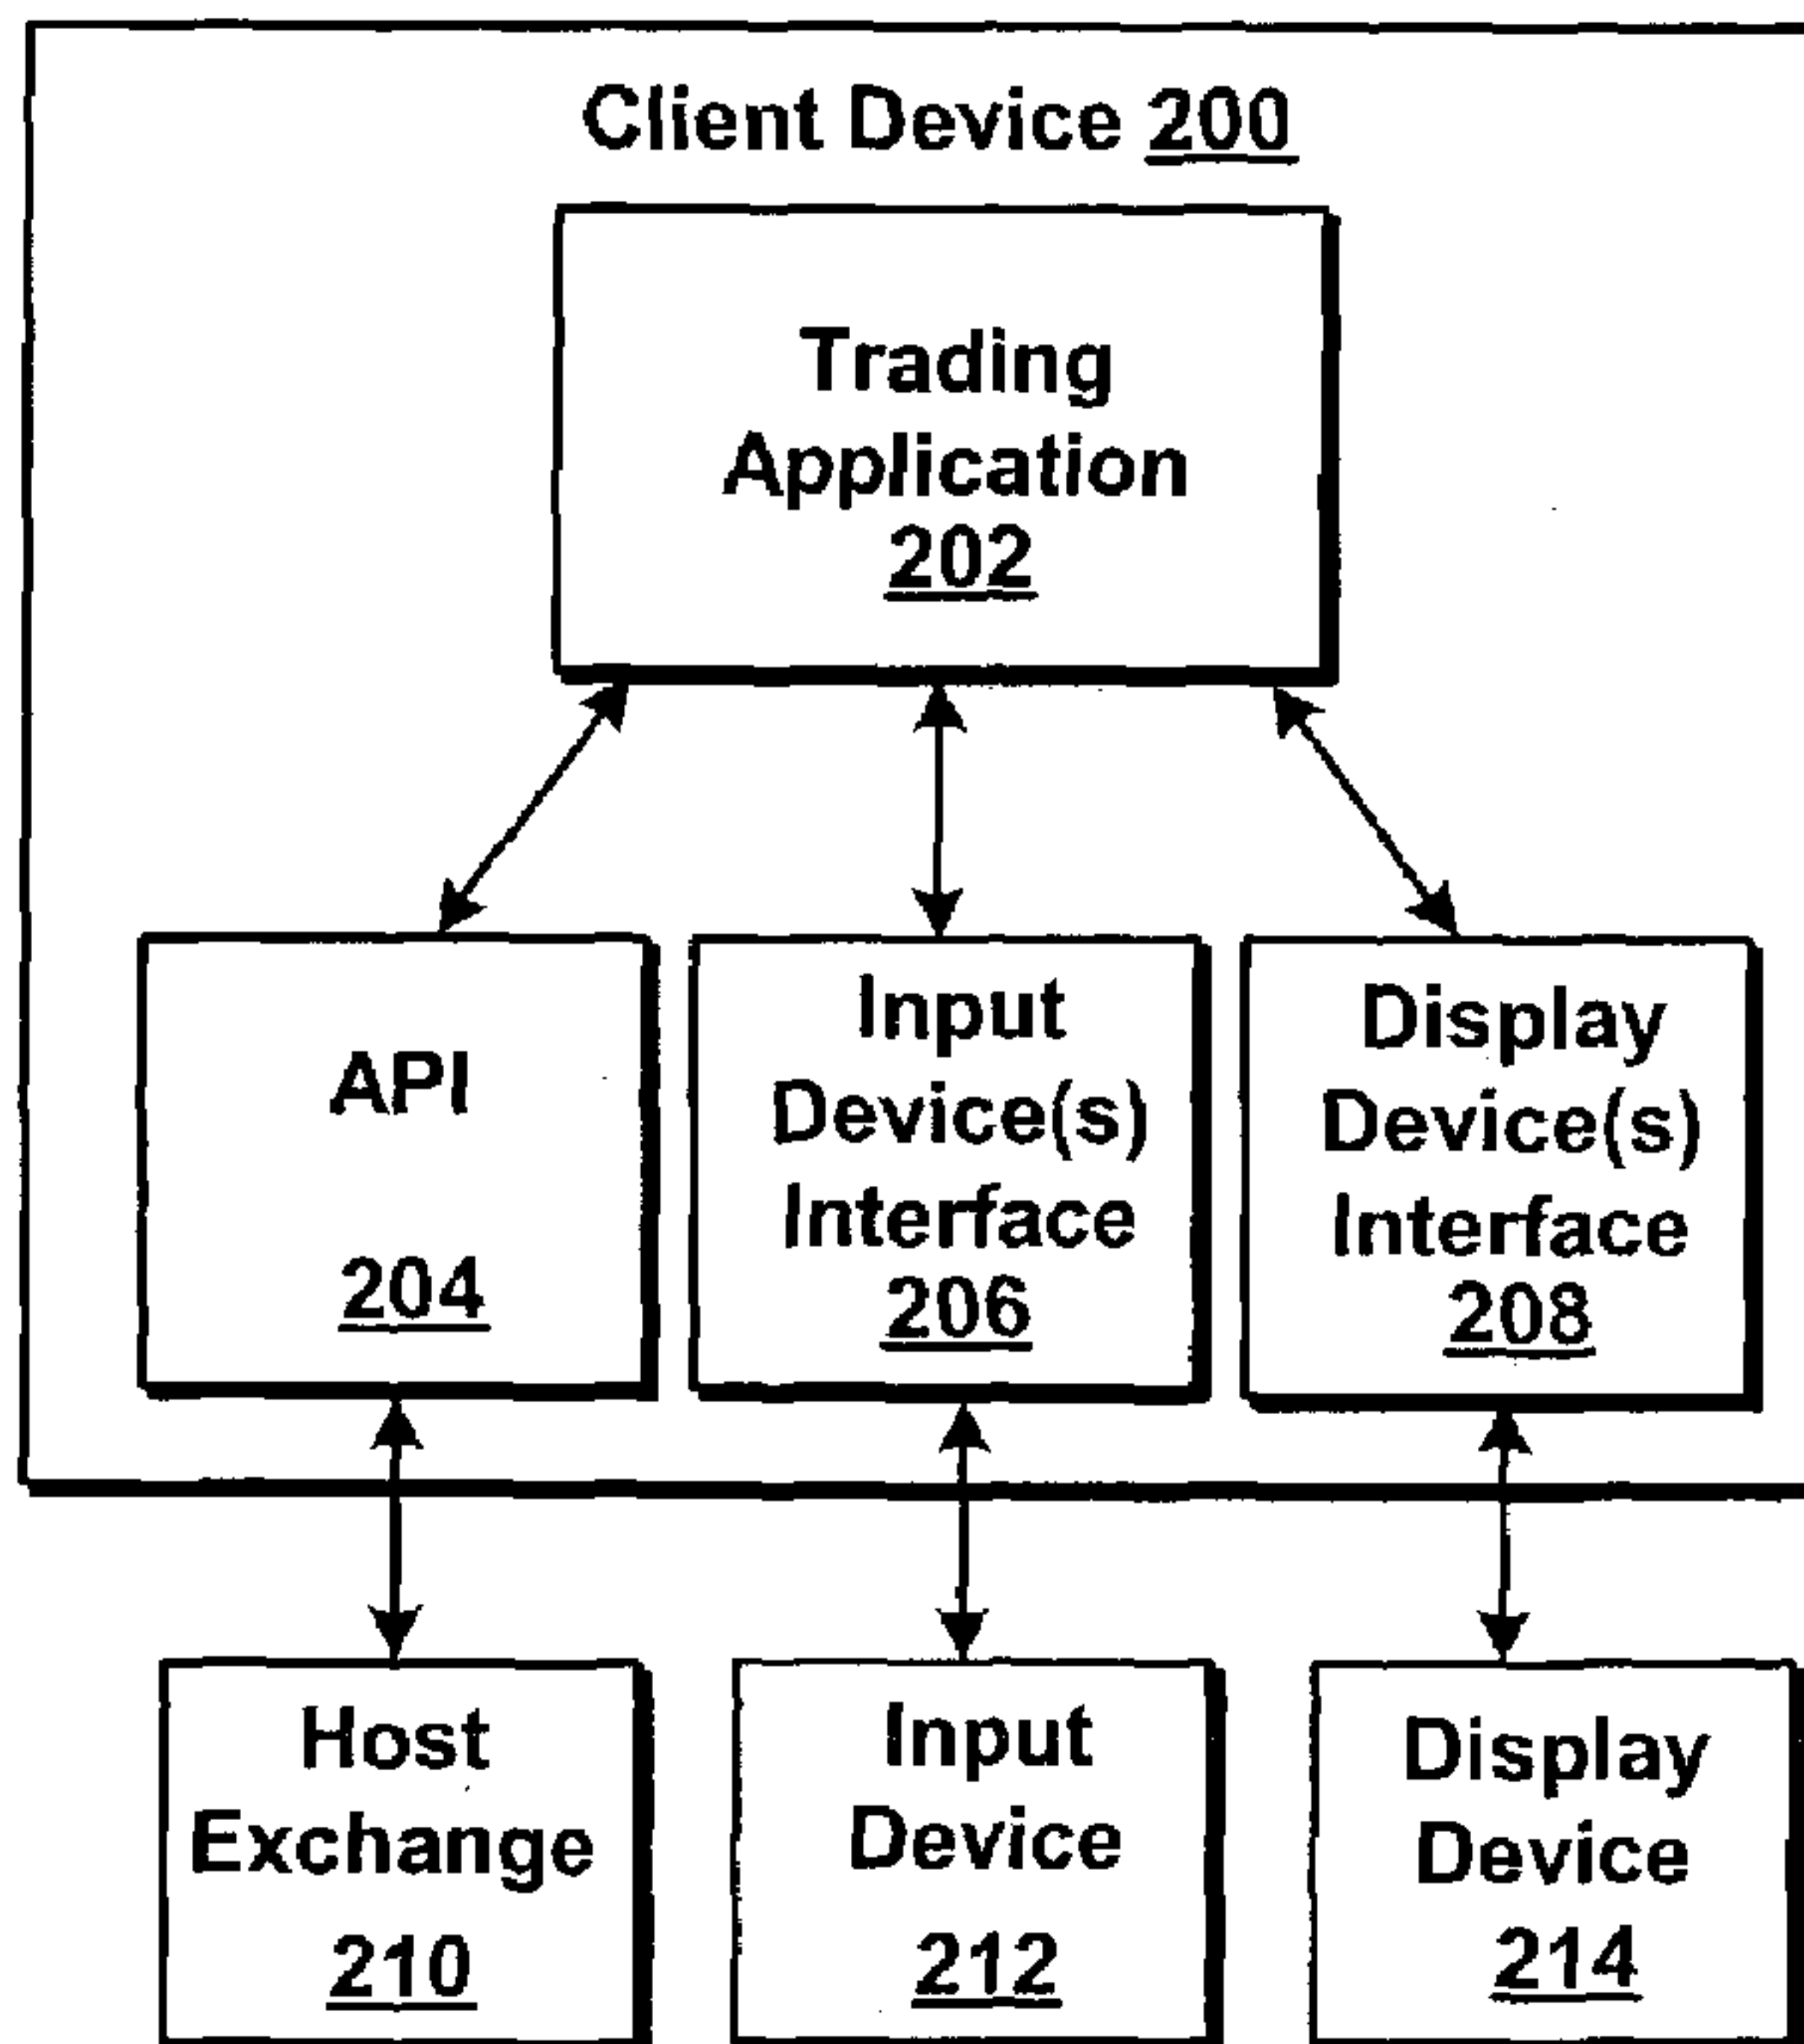 Client Device 200
Trading
Application
202
API
204
Input
Device(s)
Interface
206
Display
Device(s)
Interface
208
Host
Exchange
210
Input
Device
212
Display
Device
214